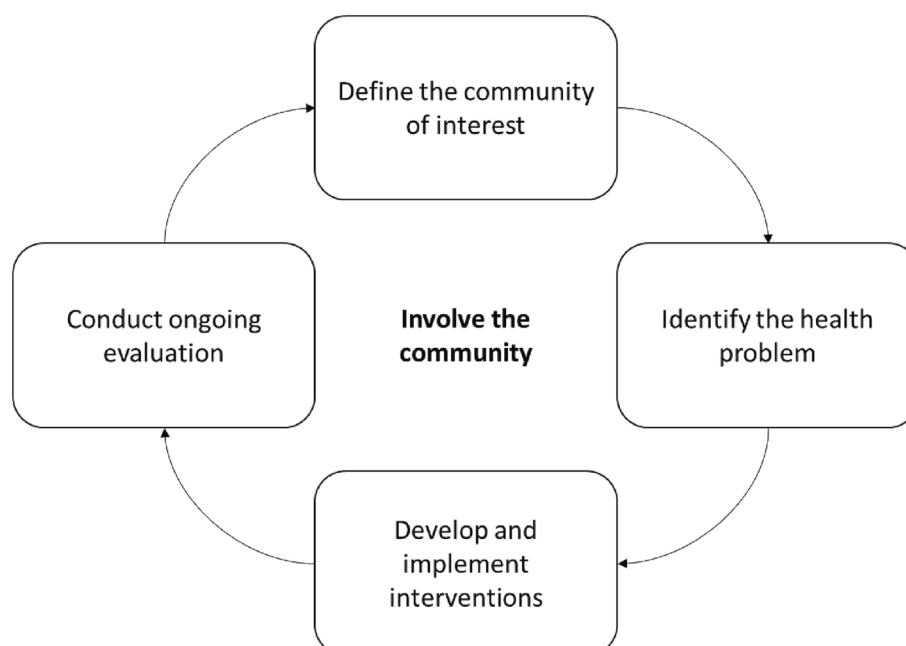 Define the community
of interest
Conduct ongoing
evaluation
Involve the
community
Identify the health
problem
Develop and
implement
interventions